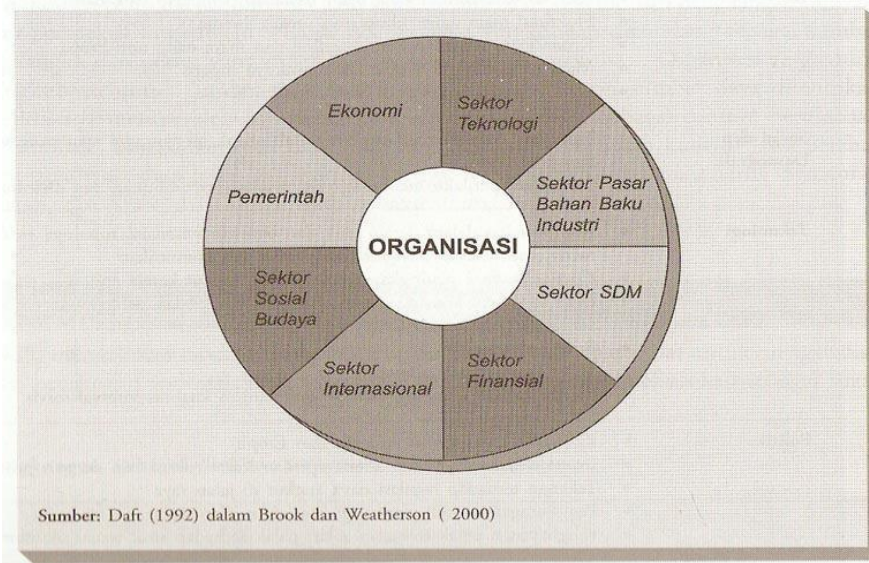 Ekonomi
Sektor
Teknologi
Sektor Pasar
Bahan Baku
Industri
Sektor SDM
Sektor
Finansial
Sektor
Internasional
Sektor
Sosial
Budaya
Pemerintah
ORGANISASI
Sumber: Daft (1992) dalam Brook dan Weatherson ( 2000)